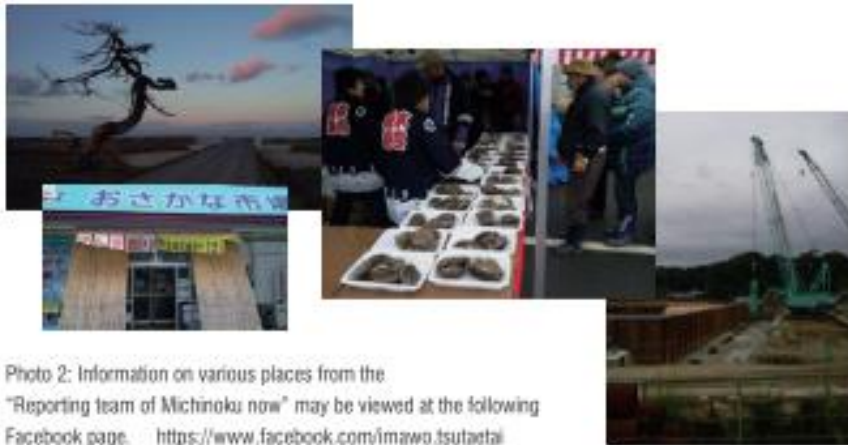 おさかな市場
Photo 2: Information on various places from the
"Reporting team of Michinoku now" may be viewed at the following
Facebook page. https://www.facebook.com/imawo.tsutaetai